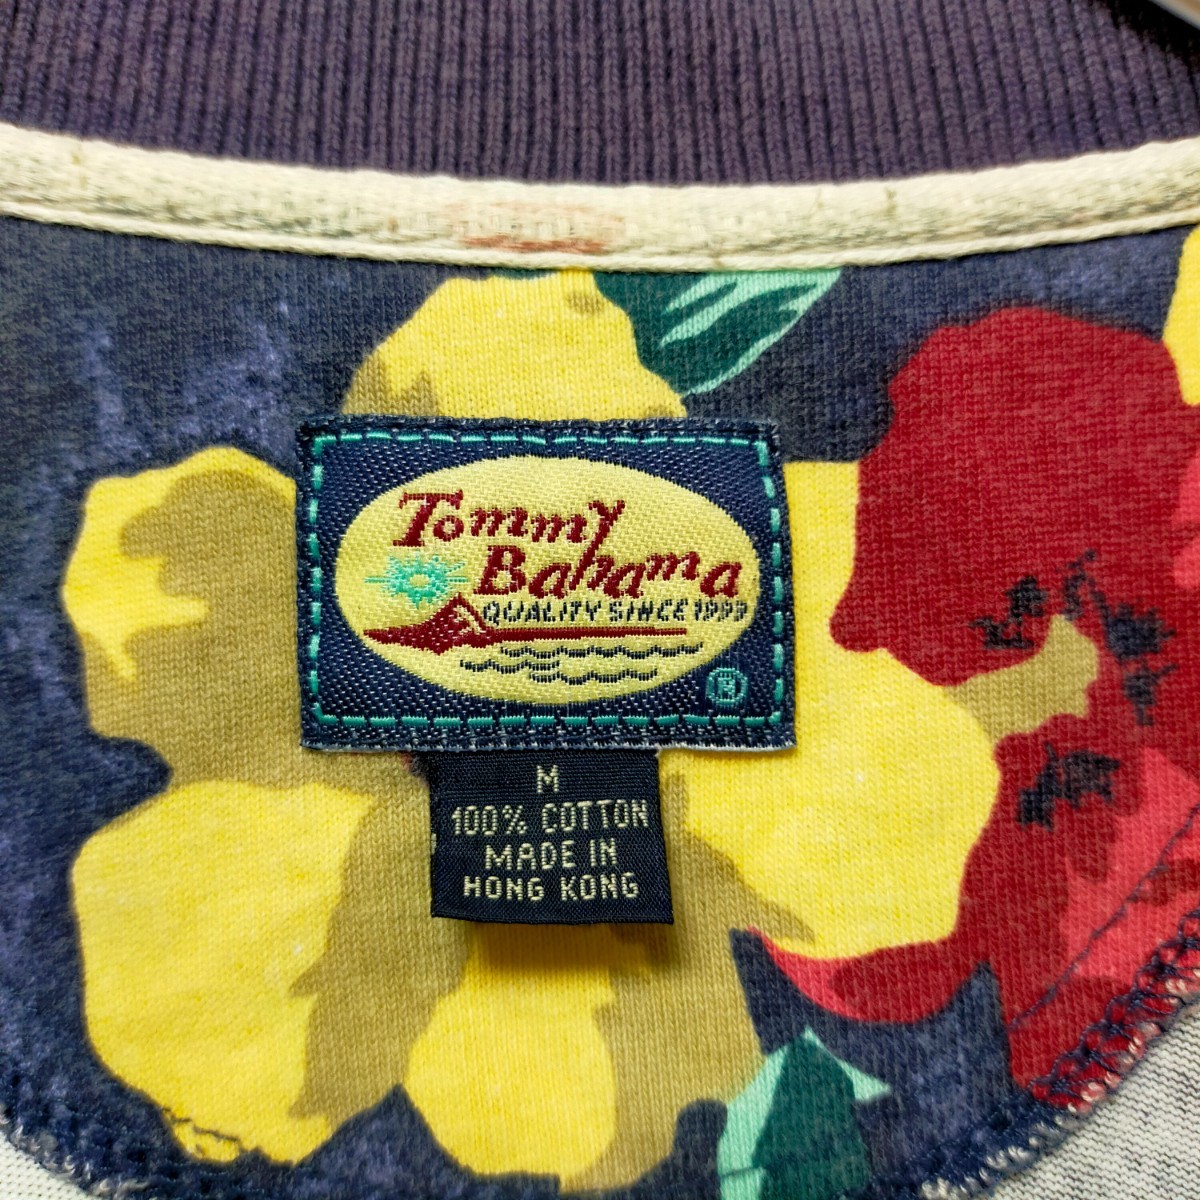 Tommy
Bahama
QUALITY SINCE 1993
®
M
100% COTTON
MADE IN
HONG KONG